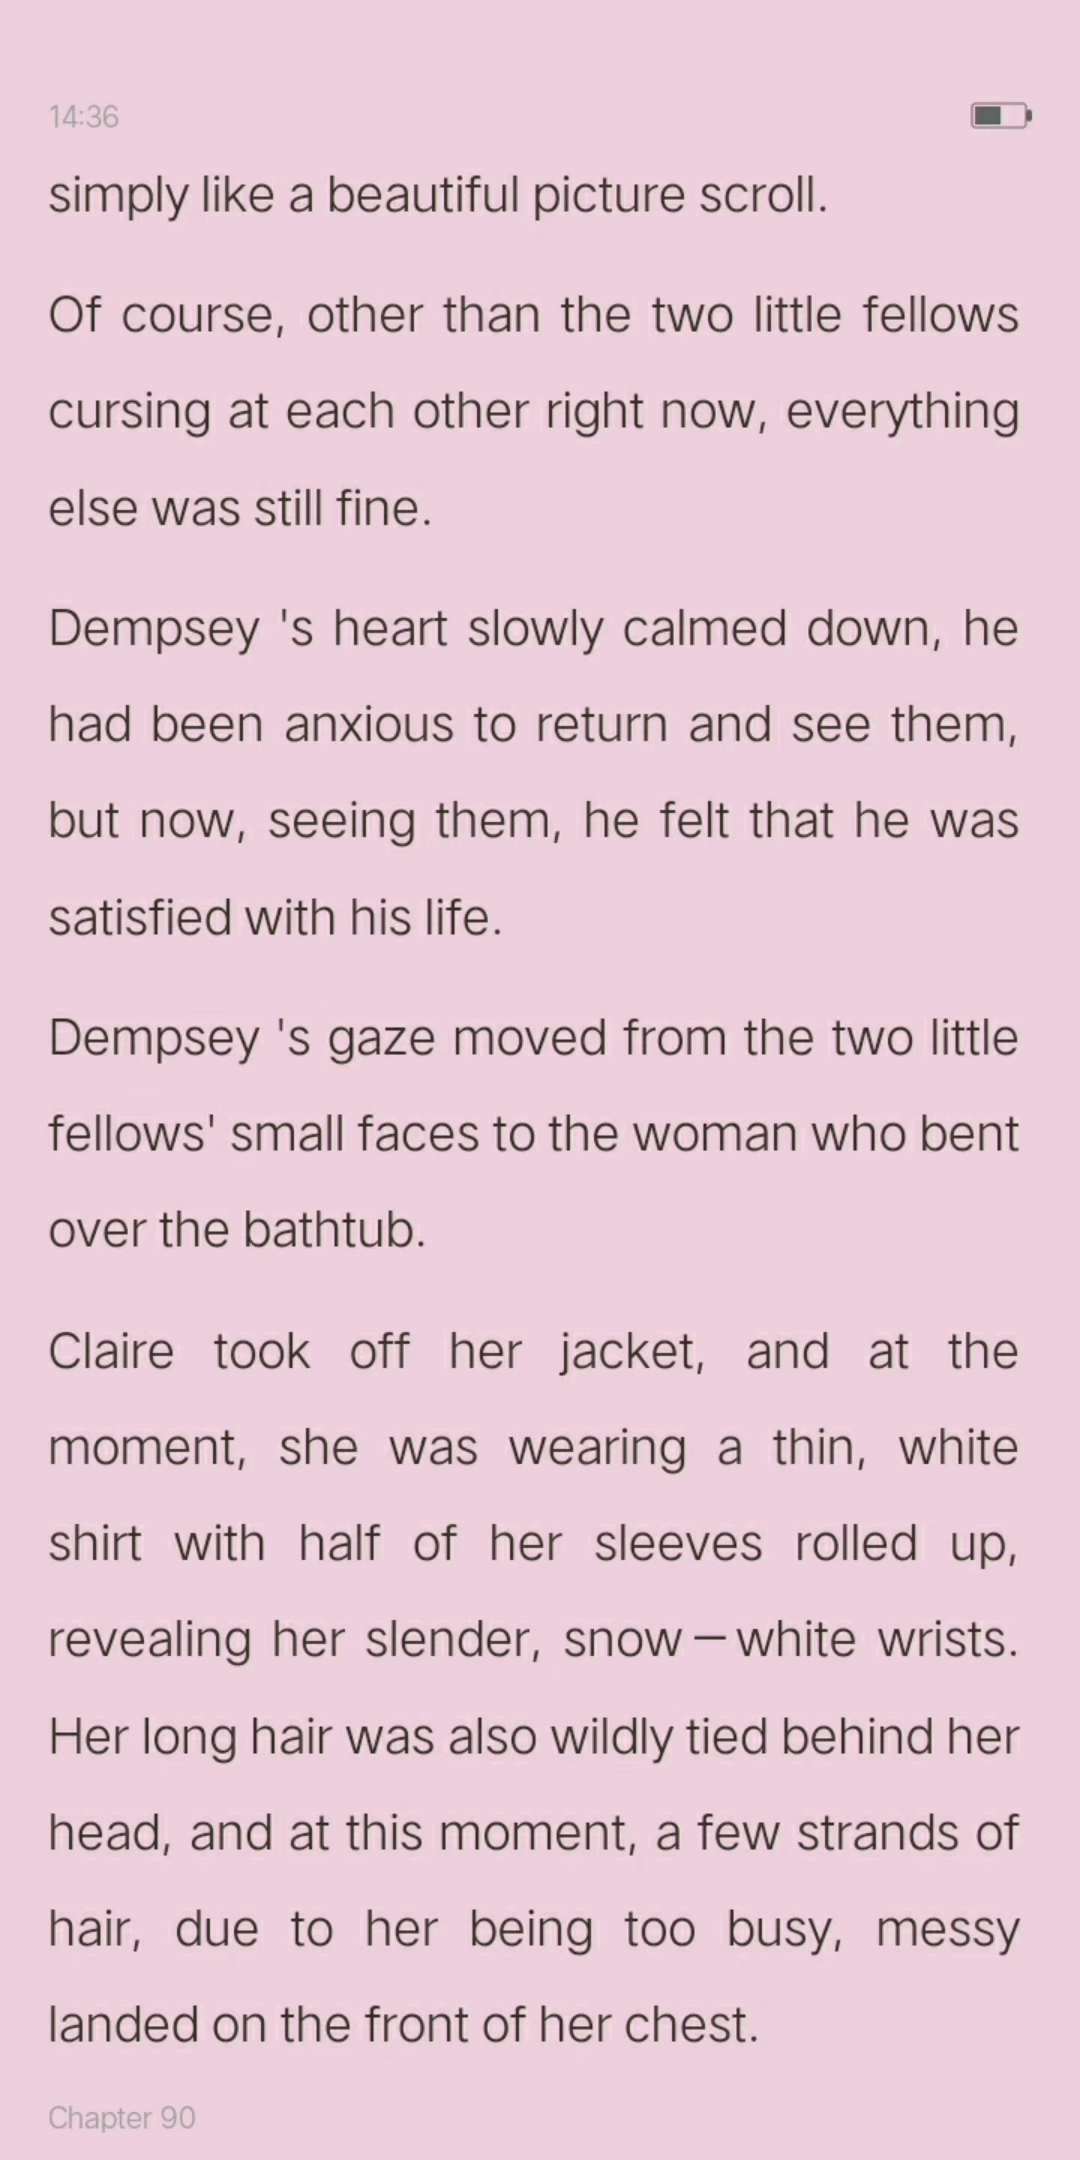 14:36
simply like a beautiful picture scroll.
Of course, other than the two little fellows
cursing at each other right now, everything
else was still fine.
Dempsey 's heart slowly calmed down, he
had been anxious to return and see them,
but now, seeing them, he felt that he was
satisfied with his life.
Dempsey 's gaze moved from the two little
fellows' small faces to the woman who bent
over the bathtub.
Claire took off her jacket, and at the
moment, she was wearing a thin, white
shirt with half of her sleeves rolled up,
revealing her slender, snow – white wrists.
Her long hair was also wildly tied behind her
head, and at this moment, a few strands of
hair, due to her being too busy, messy
landed on the front of her chest.
Chapter 90